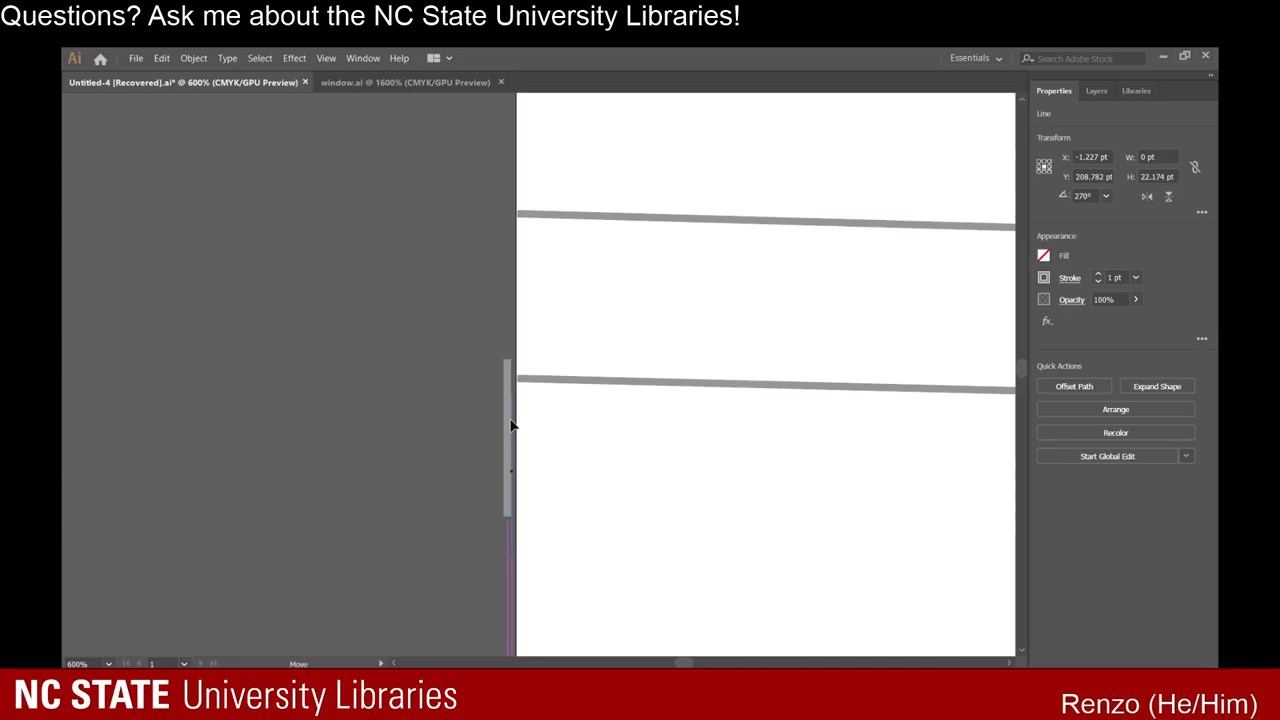 Questions? Ask me about the NC State University Libraries!
Ai File Edit Object Type Select Effect View Window Help Essentials Search Adobe Stock
Untitled-4 [Recovered].ai* @ 600% (CMYK/GPU Preview) × window.ai @ 1600% (CMYK/GPU Preview) ×
Properties Layers Libraries
Line
Transform
X: -1.227 pt W: 0 pt
Y: 208.782 pt H: 22.174 pt
270°
Appearance
Fill
Stroke 1 pt
Opacity 100%
fx.
Quick Actions
Offset Path Expand Shape
Arrange
Recolor
Start Global Edit
600% 1 Move
NC STATE University Libraries
Renzo (He/Him)